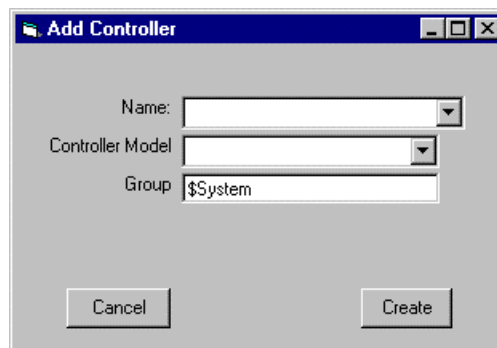 Add Controller
Name:
Controller Model
Group $System
Cancel Create